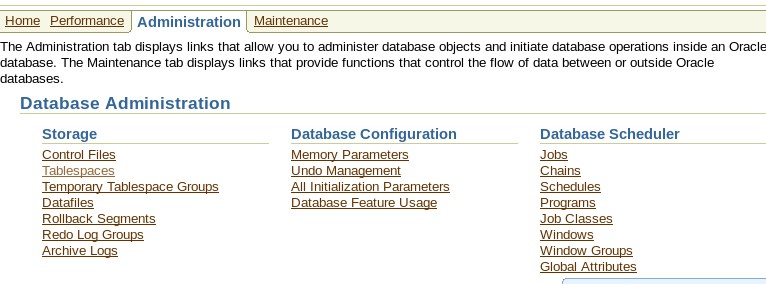 Home Performance Administration Maintenance
The Administration tab displays links that allow you to administer database objects and initiate database operations inside an Oracle
database. The Maintenance tab displays links that provide functions that control the flow of data between or outside Oracle
databases.
Database Administration
Storage
Control Files
Tablespaces
Temporary Tablespace Groups
Datafiles
Rollback Segments
Redo Log Groups
Archive Logs
Database Configuration
Memory Parameters
Undo Management
All Initialization Parameters
Database Feature Usage
Database Scheduler
Jobs
Chains
Schedules
Programs
Job Classes
Windows
Window Groups
Global Attributes